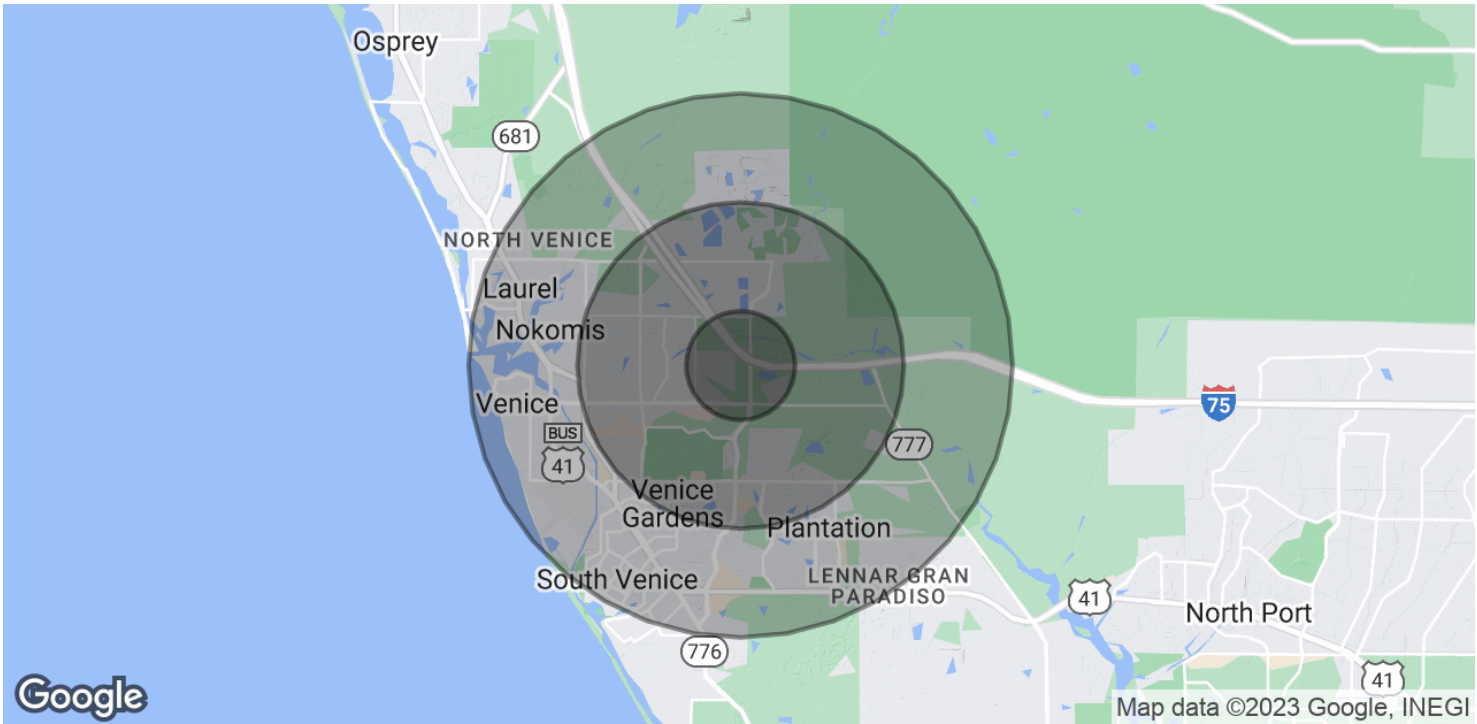 Osprey
681
NORTH VENICE
Laurel
Nokomis
75
Venice
BUS
41
777
Venice
Gardens
Plantation
South Venice
LENNAR GRAN
PARADISO
41
North Port
776
41
Google
Map data ©2023 Google, INEGI